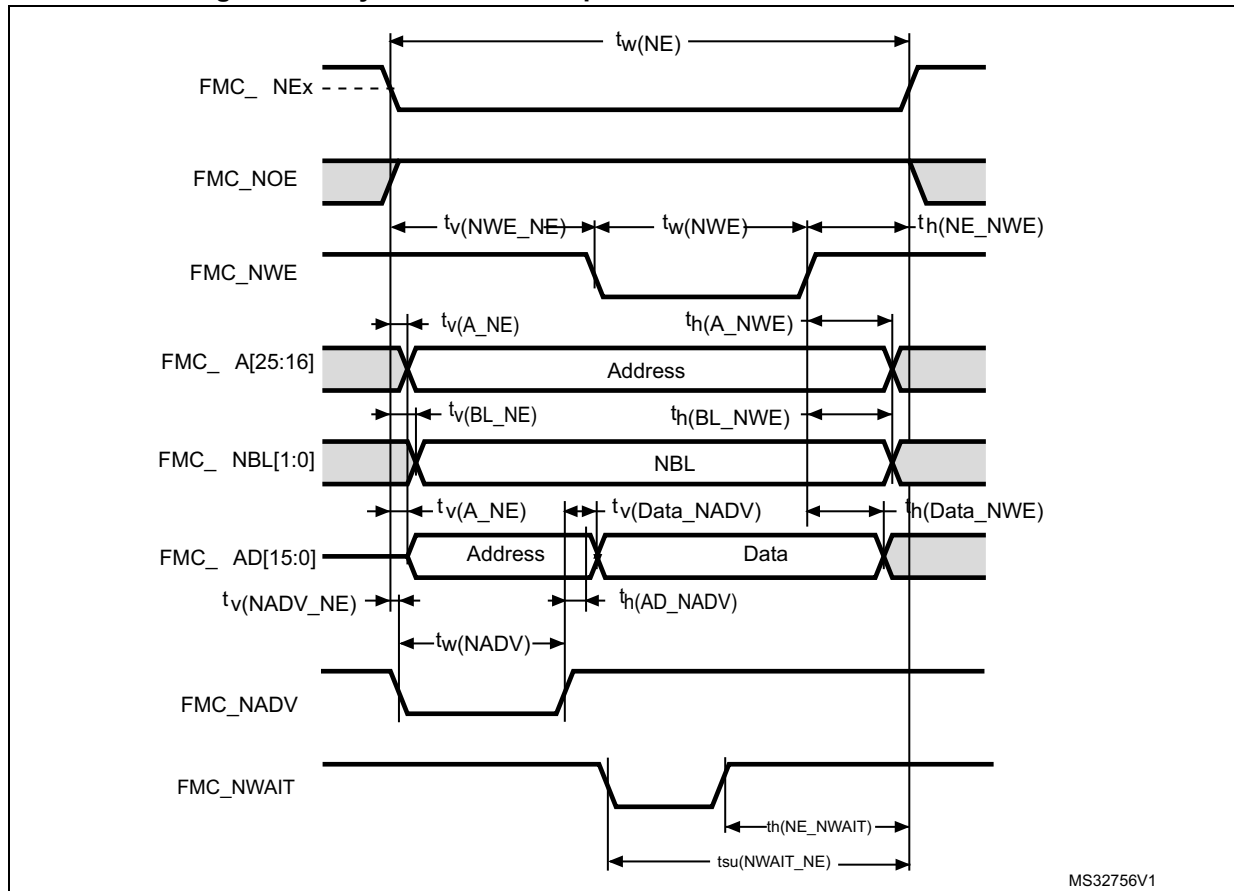 tw(NE)
FMC_ NEx
FMC_NOE
tv(NWE_NE) tw(NWE) th(NE_NWE)
FMC_NWE
tv(A_NE) th(A_NWE)
FMC_ A[25:16] Address
tv(BL_NE) th(BL_NWE)
FMC_ NBL[1:0] NBL
tv(A_NE) tv(Data_NADV) th(Data_NWE)
FMC_ AD[15:0] Address Data
tv(NADV_NE) th(AD_NADV)
tw(NADV)
FMC_NADV
FMC_NWAIT
th(NE_NWAIT)
tsu(NWAIT_NE)
MS32756V1